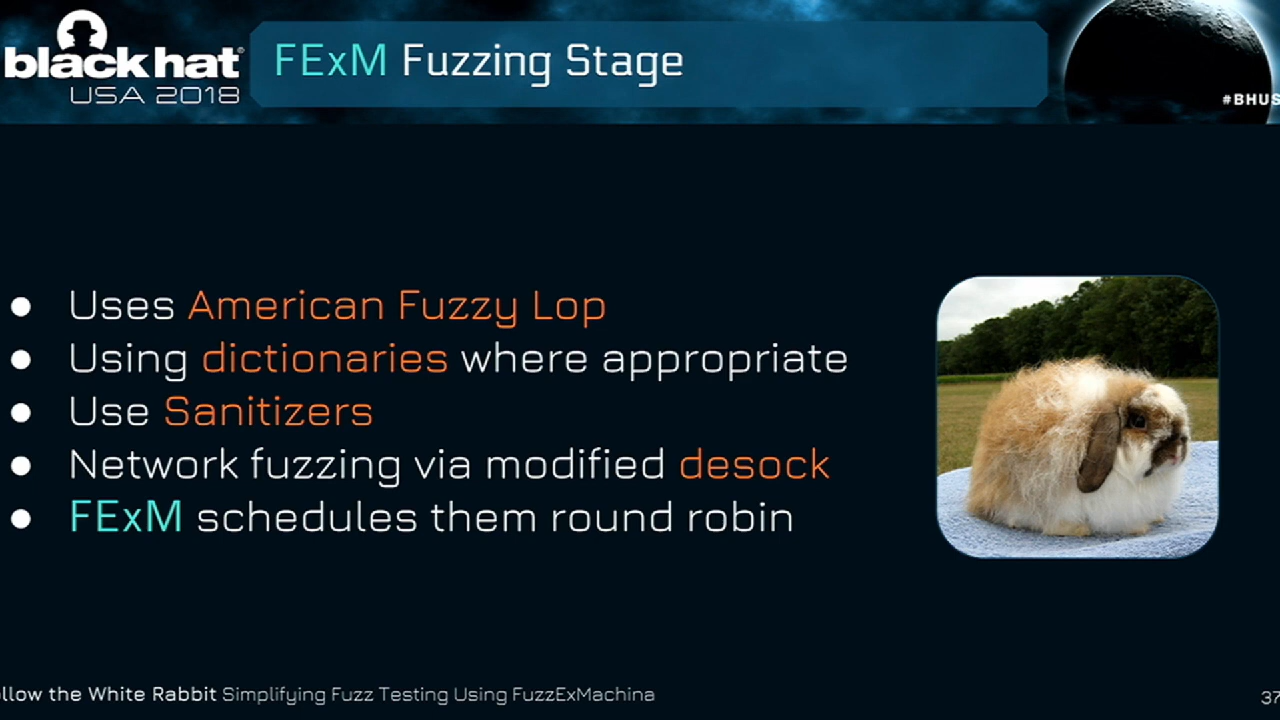 black hat
USA 2018
FExM Fuzzing Stage
#BHUS
● Uses American Fuzzy Lop
● Using dictionaries where appropriate
● Use Sanitizers
● Network fuzzing via modified desock
● FExM schedules them round robin
llow the White Rabbit Simplifying Fuzz Testing Using FuzzExMachina
37